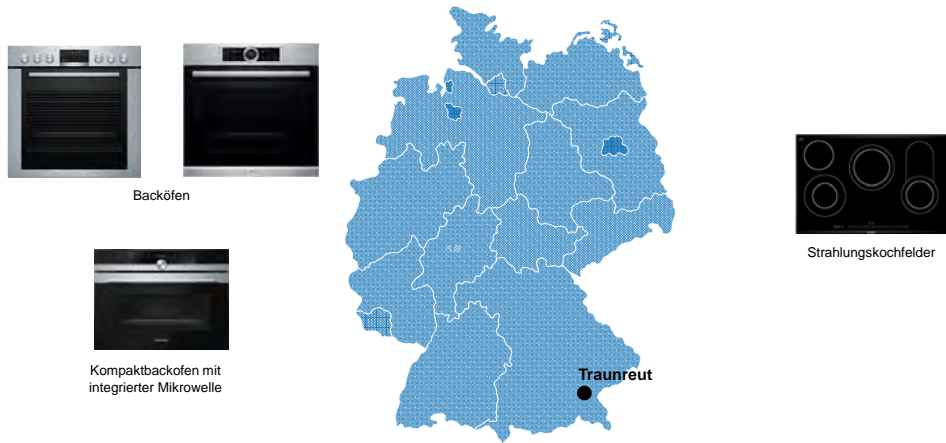 Backöfen
Kompaktbackofen mit
integrierter Mikrowelle
Traunreut
Strahlungskochfelder